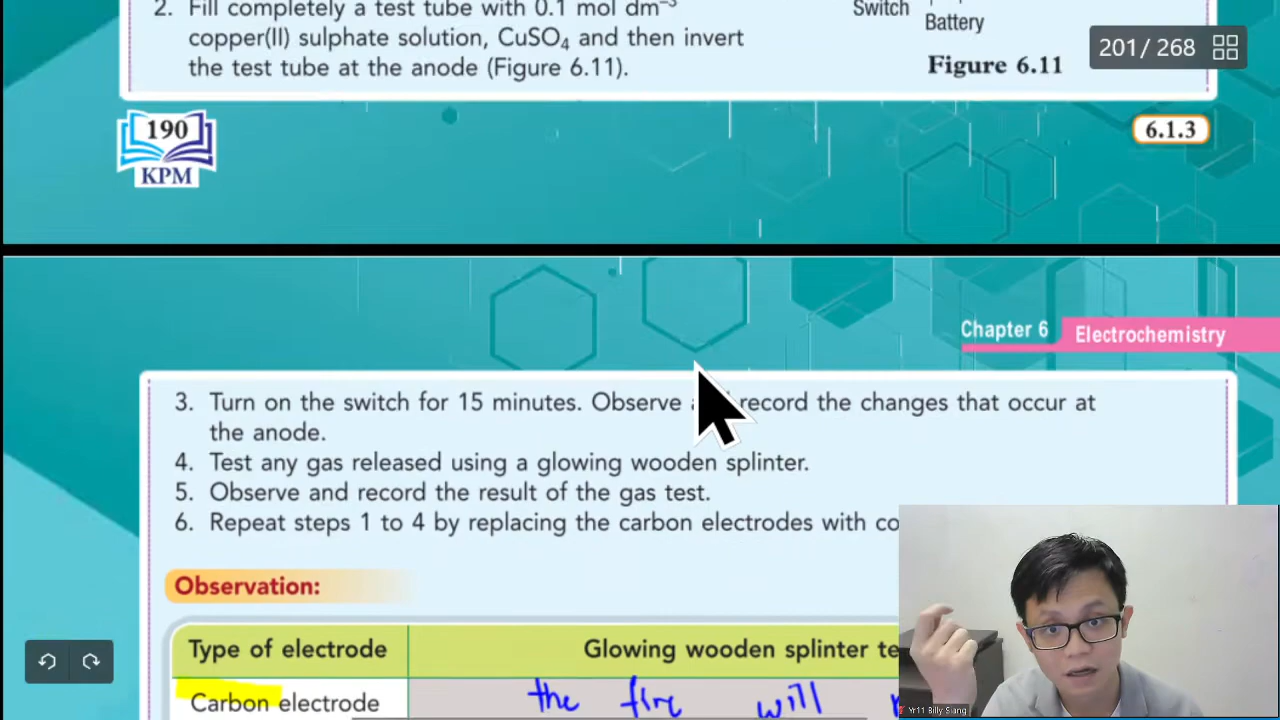 2. Fill completely a test tube with 0.1 mol dm⁻³
copper(II) sulphate solution, CuSO₄ and then invert
the test tube at the anode (Figure 6.11).
Switch
Battery
Figure 6.11
201/ 268
190
KPM
6.1.3
Chapter 6 Electrochemistry
3. Turn on the switch for 15 minutes. Observe record the changes that occur at
the anode.
4. Test any gas released using a glowing wooden splinter.
5. Observe and record the result of the gas test.
6. Repeat steps 1 to 4 by replacing the carbon electrodes with
Observation:
Type of electrode Glowing wooden splinter
Carbon electrode the fire will
Yr11 Billy Siang